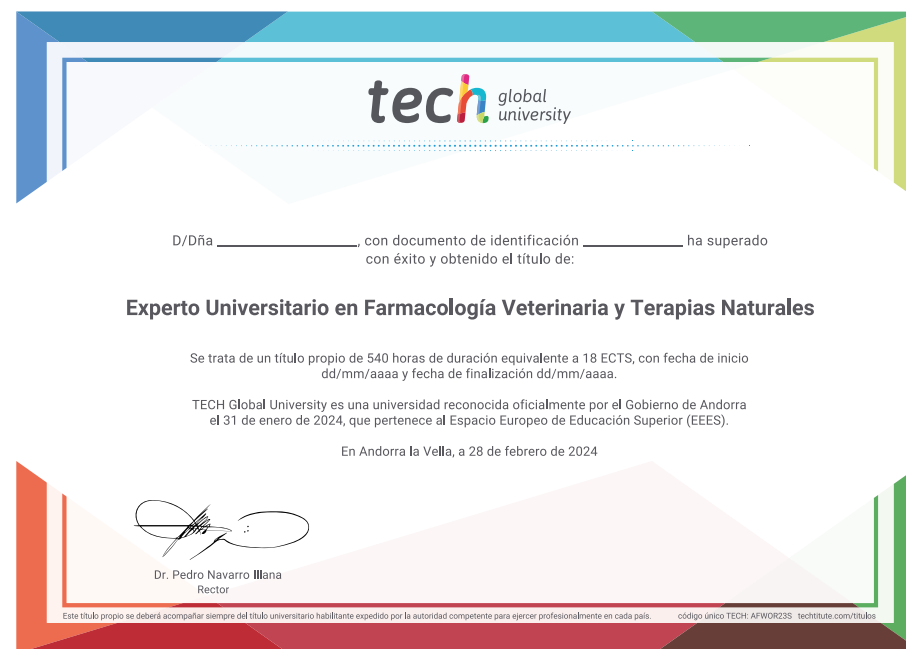 tech global university
D/Dña ____________, con documento de identificación ____________ ha superado
con éxito y obtenido el título de:
Experto Universitario en Farmacología Veterinaria y Terapias Naturales
Se trata de un título propio de 540 horas de duración equivalente a 18 ECTS, con fecha de inicio
dd/mm/aaaa y fecha de finalización dd/mm/aaaa.
TECH Global University es una universidad reconocida oficialmente por el Gobierno de Andorra
el 31 de enero de 2024, que pertenece al Espacio Europeo de Educación Superior (EEES).
En Andorra la Vella, a 28 de febrero de 2024
Dr. Pedro Navarro Illana
Rector
Este título propio se deberá acompañar siempre del título universitario habilitante expedido por la autoridad competente para ejercer profesionalmente en cada país. código único TECH: AFWOR23S techtitute.com/titulos